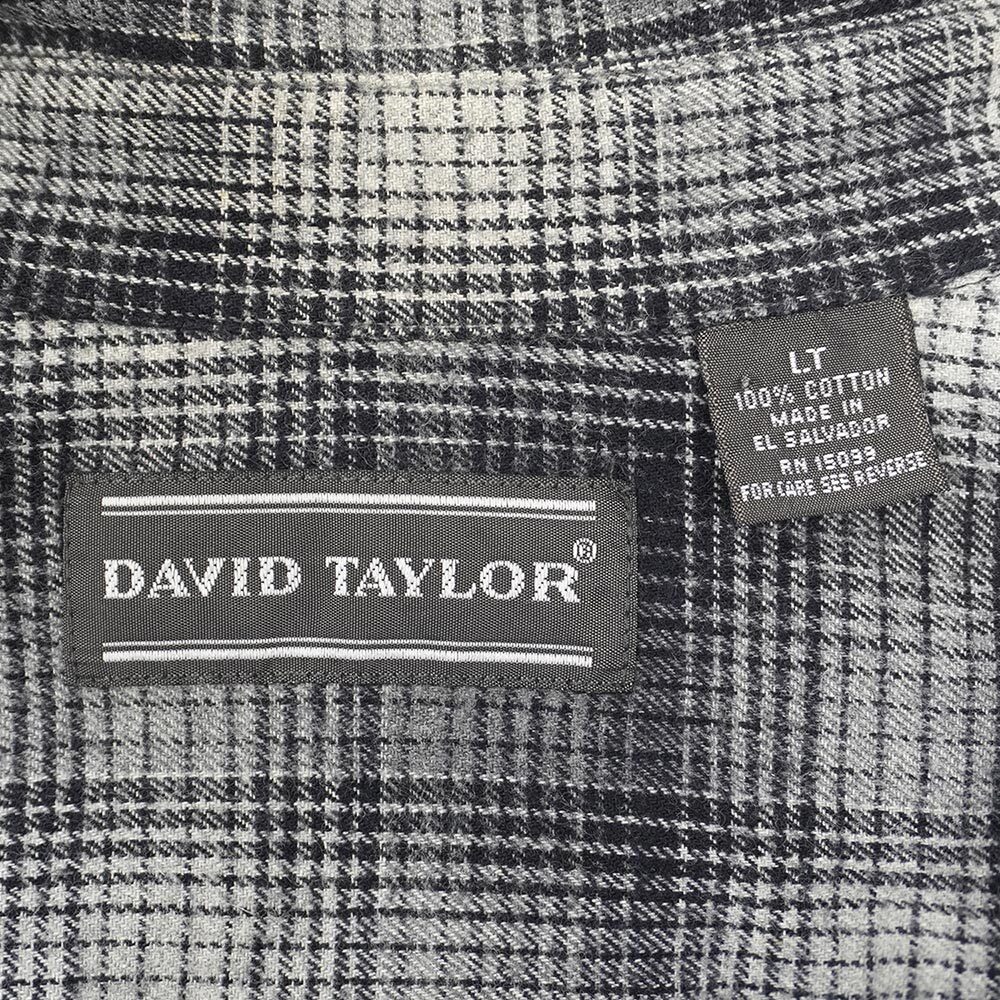 LT
100% COTTON
MADE IN
EL SALVADOR
RN 15099
FOR CARE SEE REVERSE
DAVID TAYLOR®